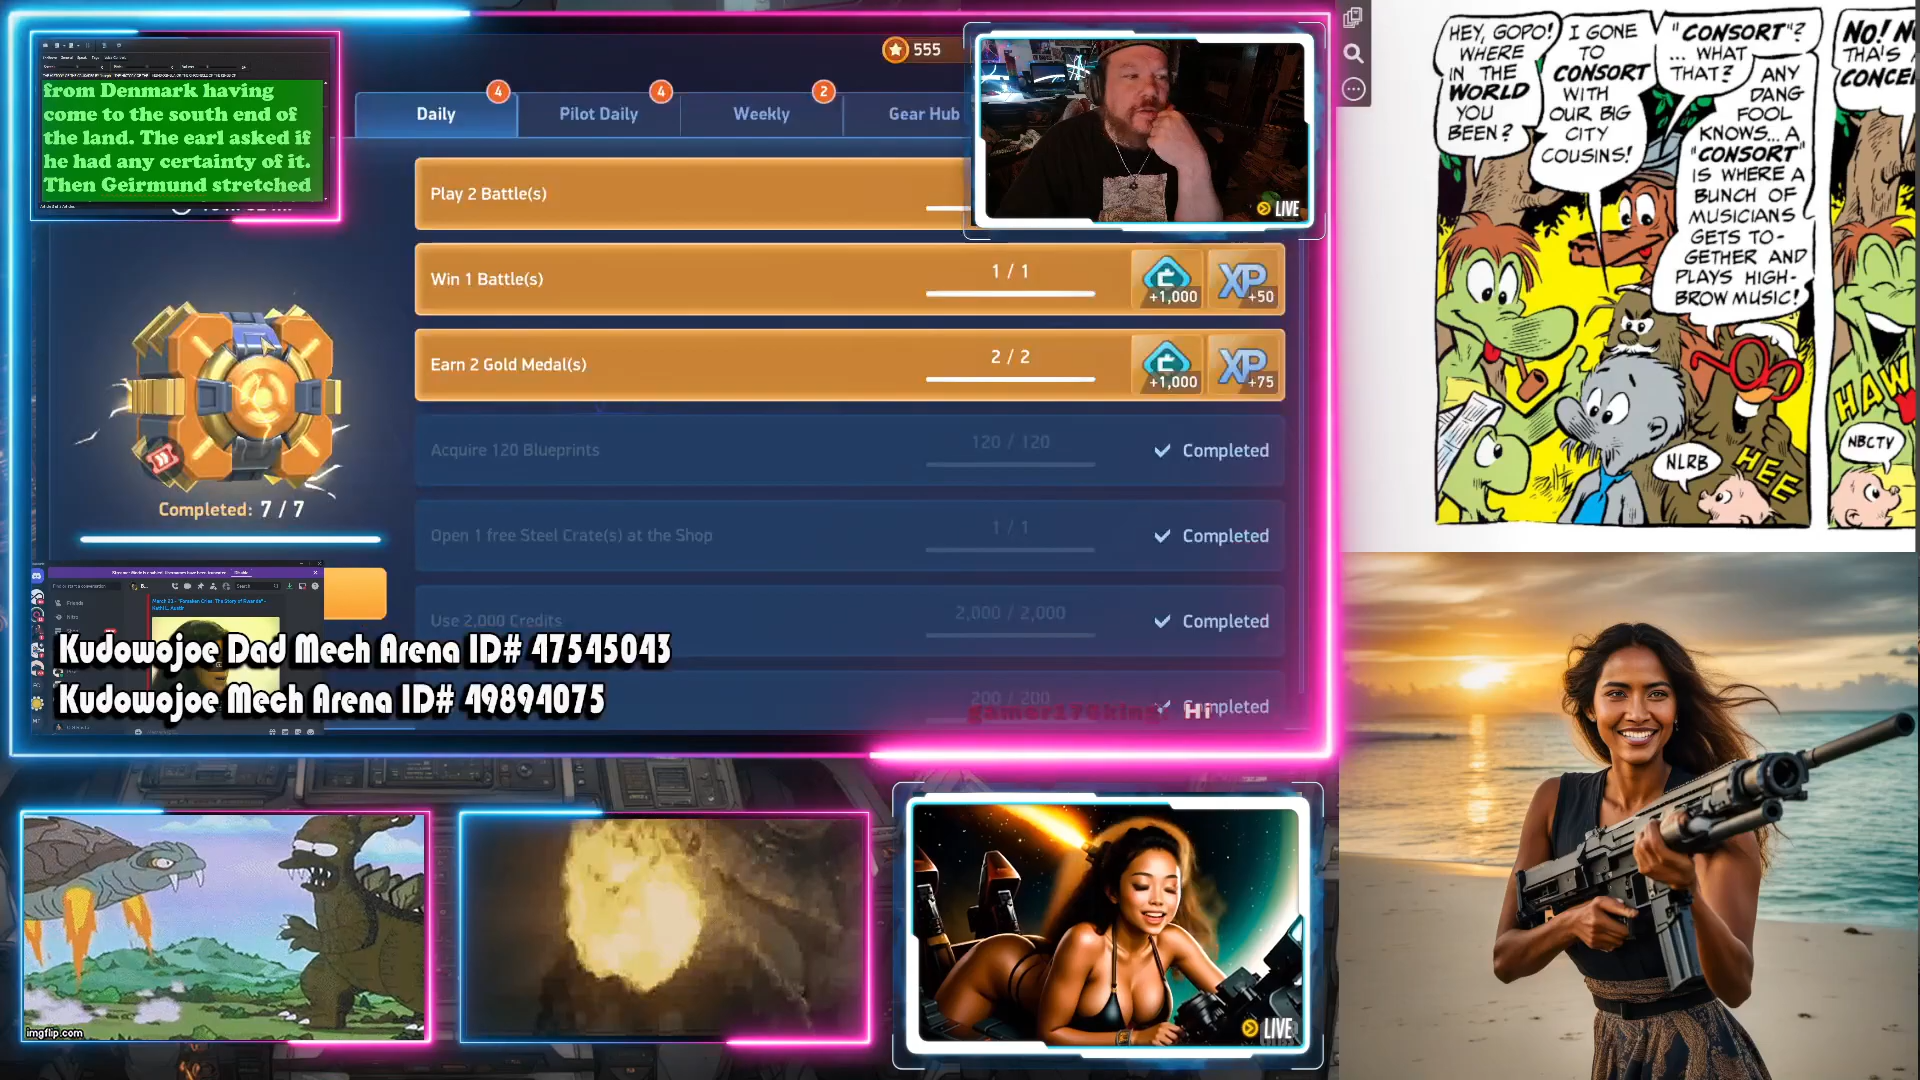 from Denmark having
come to the south end of
the land. The earl asked if
he had any certainty of it.
Then Geirmund stretched
555
Daily
4
Pilot Daily
4
Weekly
2
Gear Hub
Play 2 Battle(s)
Win 1 Battle(s)
1 / 1
+1,000
XP
+50
Earn 2 Gold Medal(s)
2 / 2
+1,000
XP
+75
Acquire 120 Blueprints
120 / 120
Completed
Open 1 free Steel Crate(s) at the Shop
1 / 1
Completed
Use 2,000 Credits
2,000 / 2,000
Completed
200 / 200
Completed
Completed: 7 / 7
Kudowojoe Dad Mech Arena ID# 47545043
Kudowojoe Mech Arena ID# 49894075
gamer170king: Hi
LIVE
HEY, GOPO!
WHERE
IN THE
WORLD
YOU
BEEN?
I GONE
TO
CONSORT
WITH
OUR BIG
CITY
COUSINS!
"CONSORT"?
... WHAT
THAT?
ANY
DANG
FOOL
KNOWS... A
"CONSORT"
IS WHERE A
BUNCH OF
MUSICIANS
GETS TO-
GETHER AND
PLAYS HIGH-
BROW MUSIC!
NLRB
HEE
NO! N
THA'S
CONCE
HAW
NBCTV
imgflip.com
LIVE